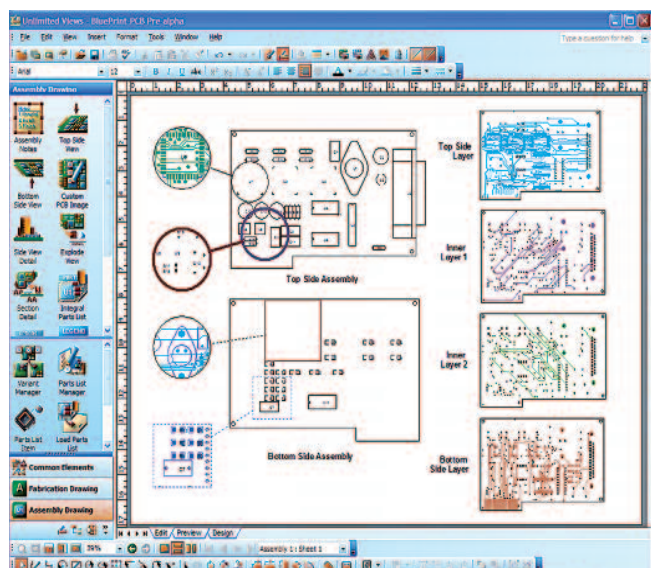 Unlimited Views - BluePrint PCB Pre alpha
File Edit View Insert Format Tools Window Help
Type a question for help
Arial 12
Assembly Drawing
Assembly Notes
Top Side View
Bottom Side View
Custom PCB Image
Side View Detail
Explode View
Section Detail
Integral Parts List
Variant Manager
Parts List Manager
Parts List Item
Load Parts List
Common Elements
Fabrication Drawing
Assembly Drawing
Top Side Assembly
Bottom Side Assembly
Top Side Layer
Inner Layer 1
Inner Layer 2
Bottom Side Layer
Edit Preview Design
39%
Assembly 1: Sheet 1